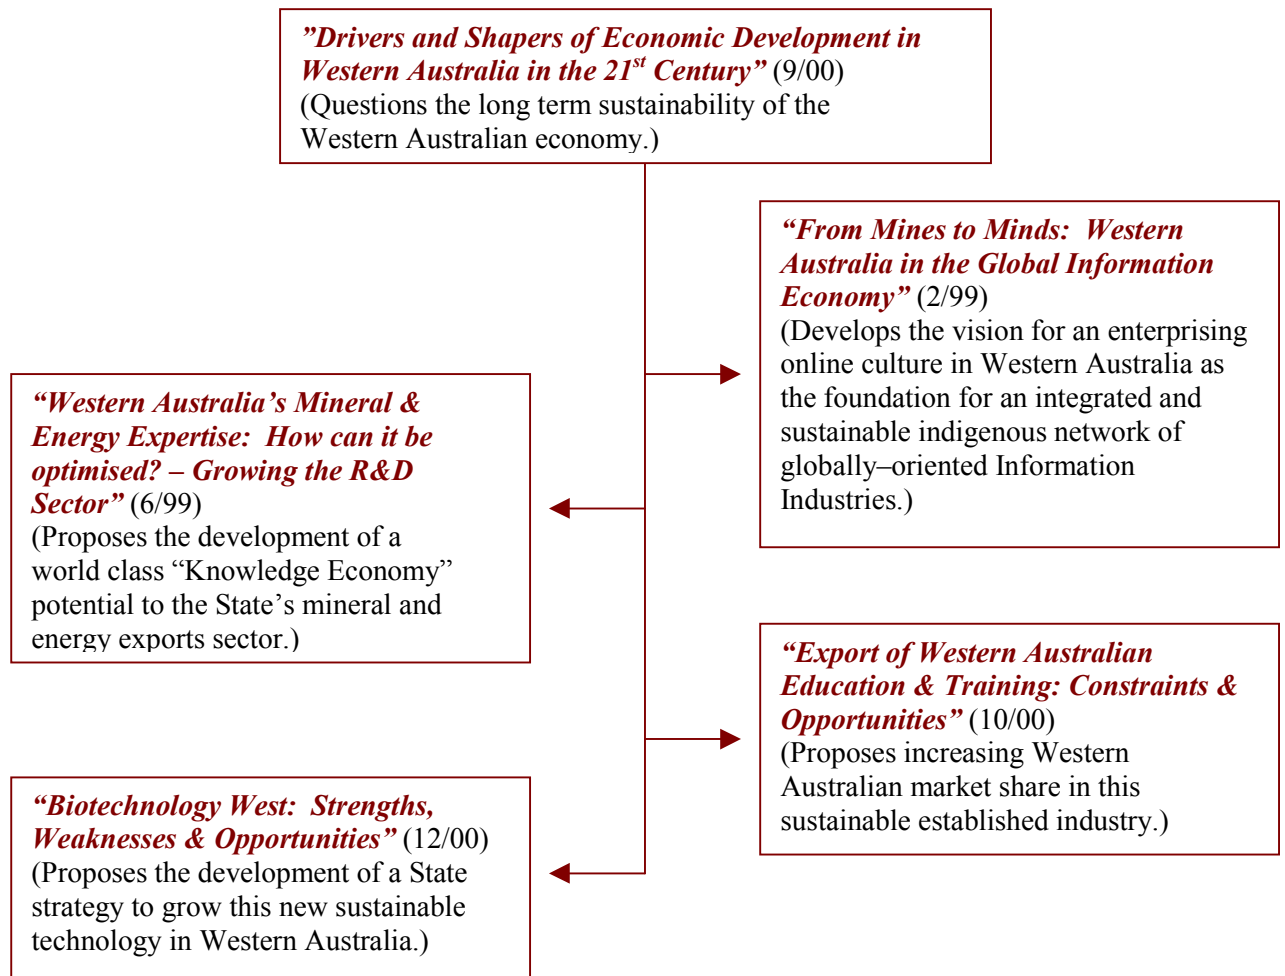 ”Drivers and Shapers of Economic Development in
Western Australia in the 21st Century” (9/00)
(Questions the long term sustainability of the
Western Australian economy.)
“From Mines to Minds:  Western
Australia in the Global Information
Economy” (2/99)
(Develops the vision for an enterprising
online culture in Western Australia as
the foundation for an integrated and
sustainable indigenous network of
globally–oriented Information
Industries.)
“Western Australia’s Mineral &
Energy Expertise:  How can it be
optimised? – Growing the R&D
Sector” (6/99)
(Proposes the development of a
world class “Knowledge Economy”
potential to the State’s mineral and
energy exports sector.)
“Export of Western Australian
Education & Training: Constraints &
Opportunities” (10/00)
(Proposes increasing Western
Australian market share in this
sustainable established industry.)
“Biotechnology West:  Strengths,
Weaknesses & Opportunities” (12/00)
(Proposes the development of a State
strategy to grow this new sustainable
technology in Western Australia.)